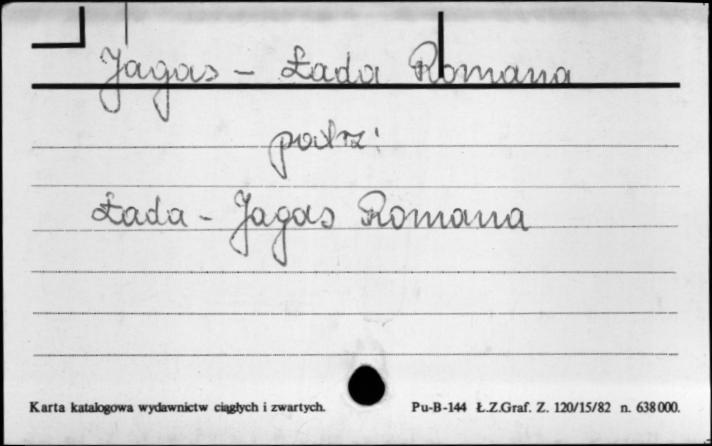 Jagas - Łada Romana
patrz:
Łada - Jagas Romana
Karta katalogowa wydawnictw ciągłych i zwartych.
Pu-B-144 Ł.Z.Graf. Z. 120/15/82 n. 638 000.